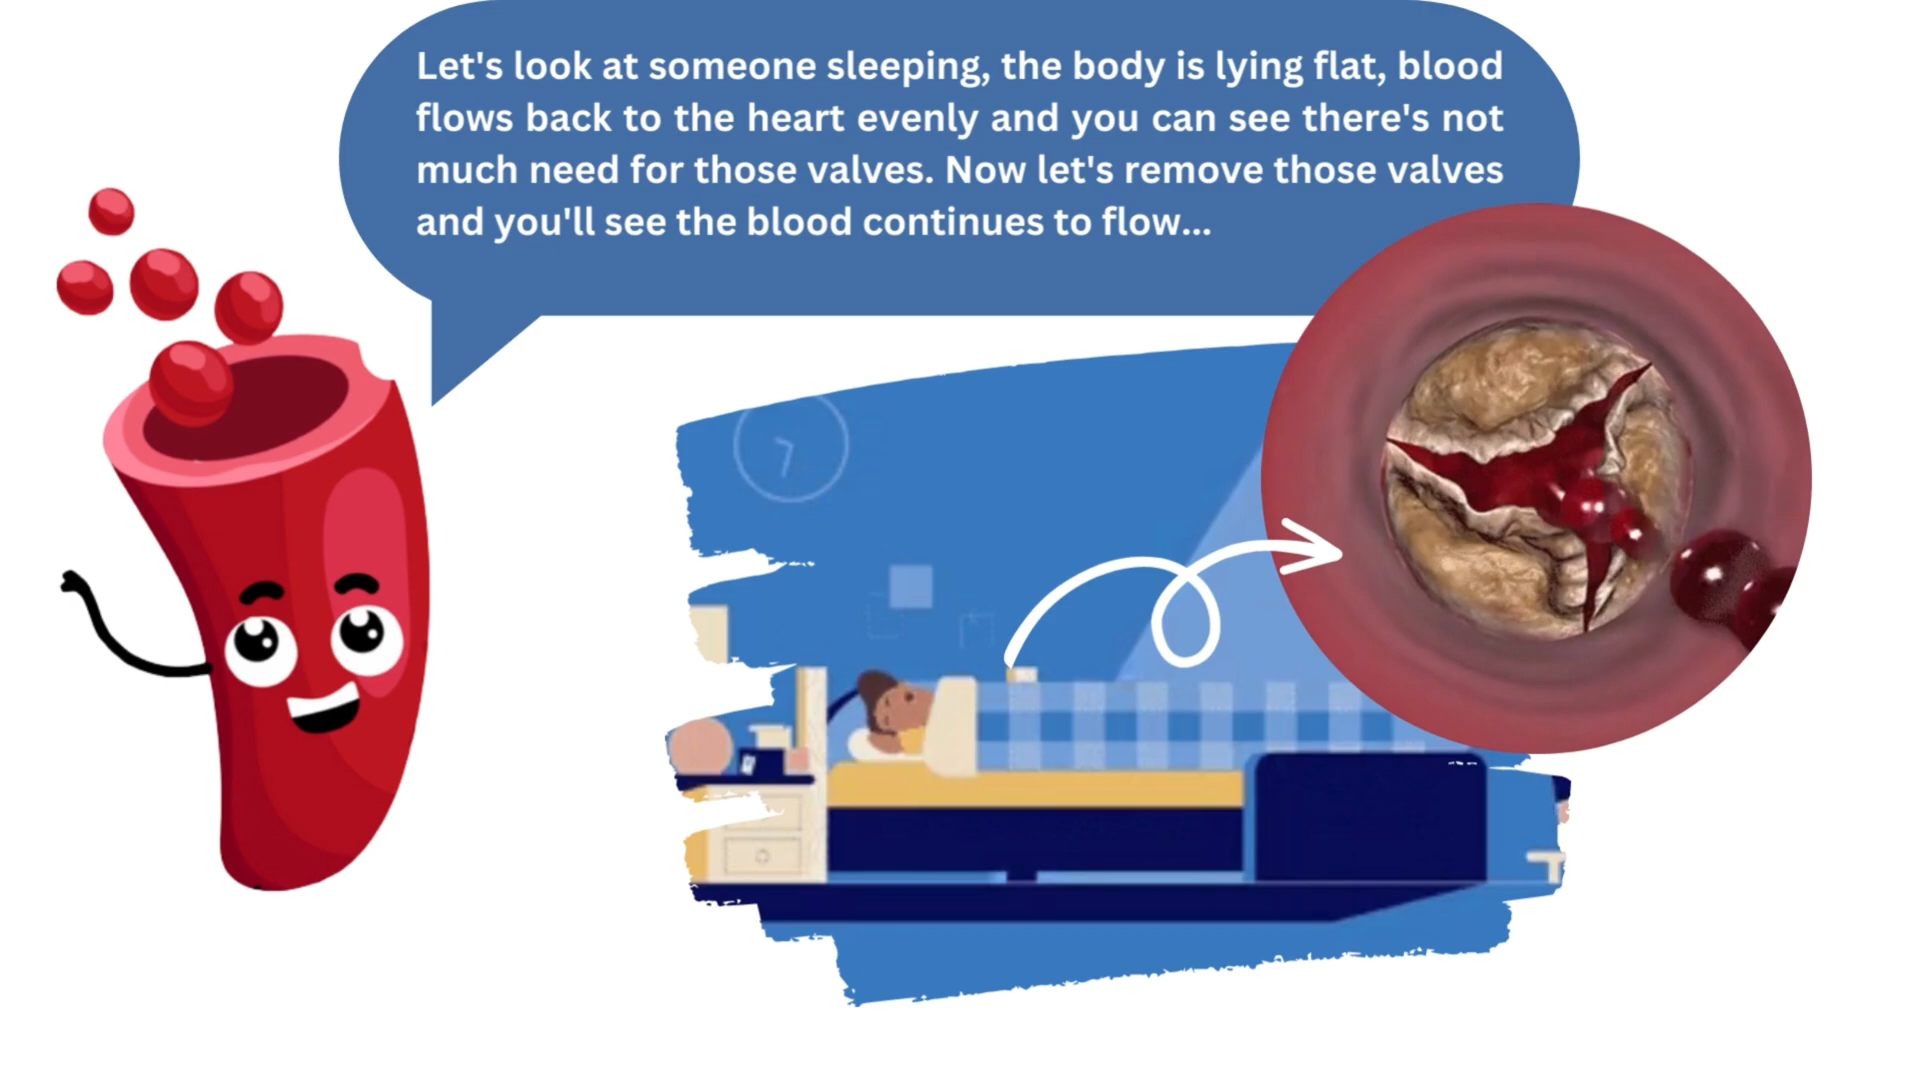 Let's look at someone sleeping, the body is lying flat, blood
flows back to the heart evenly and you can see there's not
much need for those valves. Now let's remove those valves
and you'll see the blood continues to flow...